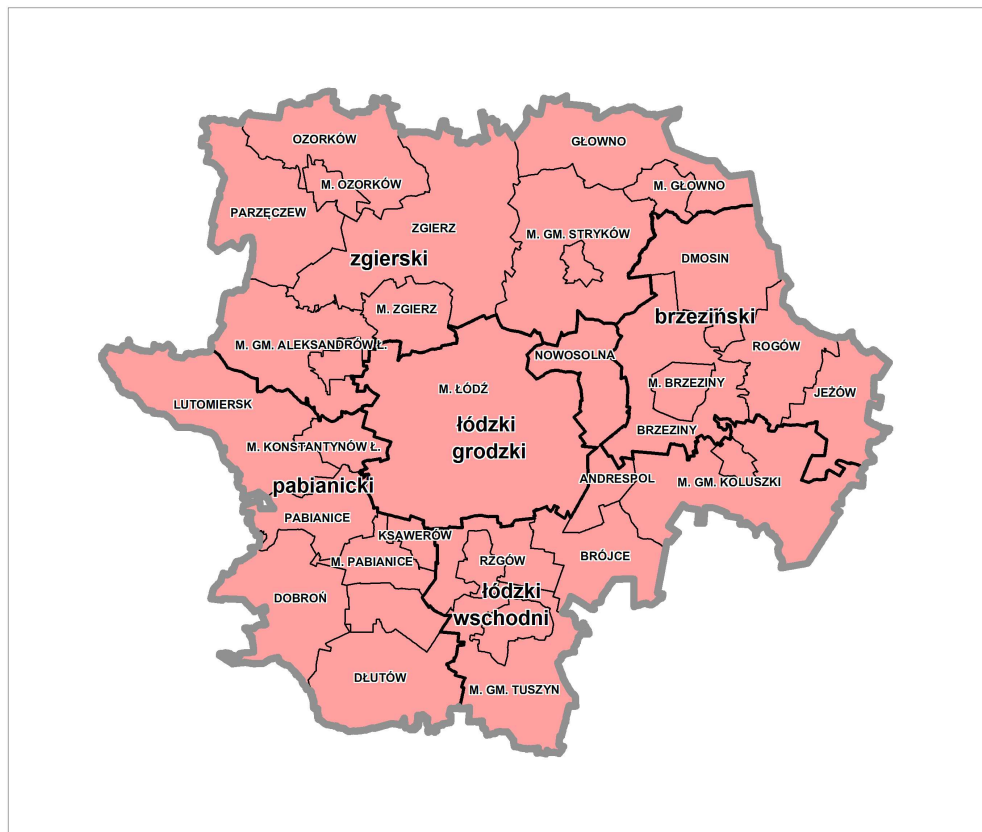 OZORKÓW
GŁOWNO
M. OZORKÓW
M. GŁOWNO
PARZĘCZEW
ZGIERZ
M. GM. STRYKÓW
zgierski
DMOSIN
M. ZGIERZ
brzeziński
M. GM. ALEKSANDRÓW Ł.
NOWOSOLNA
ROGÓW
M. ŁÓDŹ
M. BRZEZINY
JEŻÓW
LUTOMIERSK
łódzki
grodzki
BRZEZINY
M. KONSTANTYNÓW Ł.
ANDRESPOL
M. GM. KOLUSZKI
pabianicki
PABIANICE
KSAWERÓW
M. PABIANICE
RZGÓW
BRÓJCE
DOBROŃ
łódzki
wschodni
DŁUTÓW
M. GM. TUSZYN